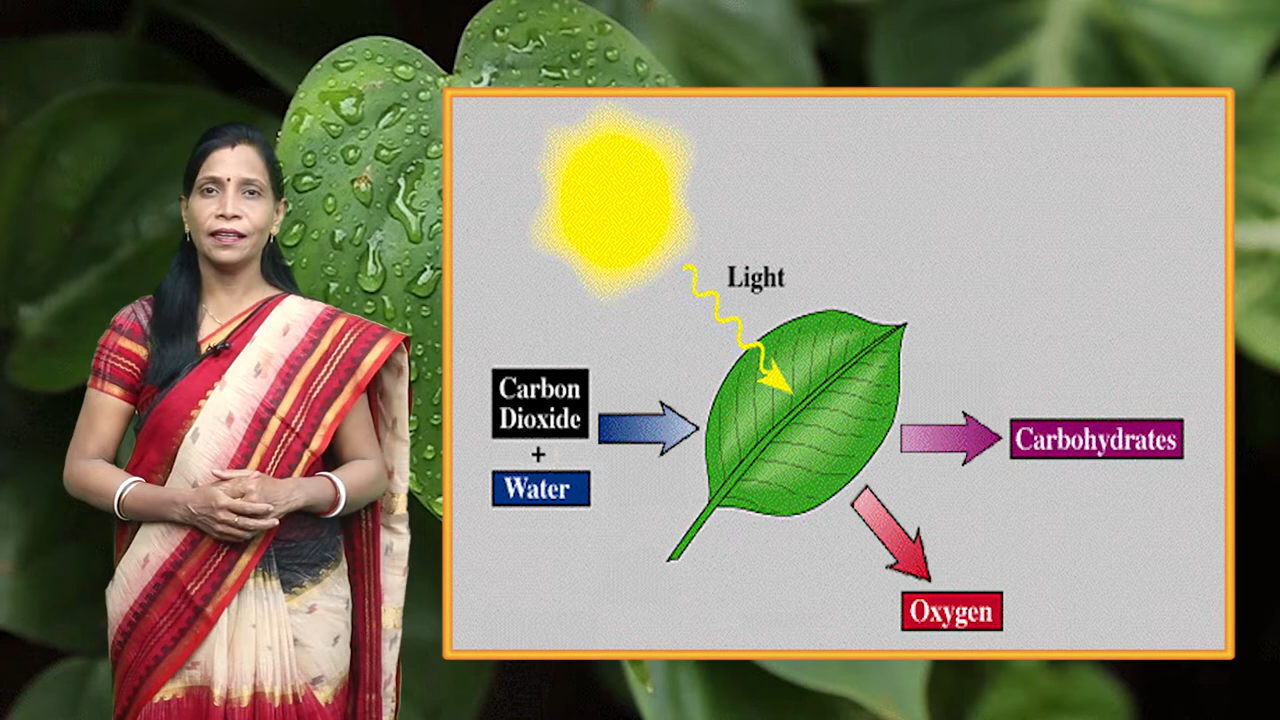 Light
Carbon
Dioxide
+
Water
Carbohydrates
Oxygen